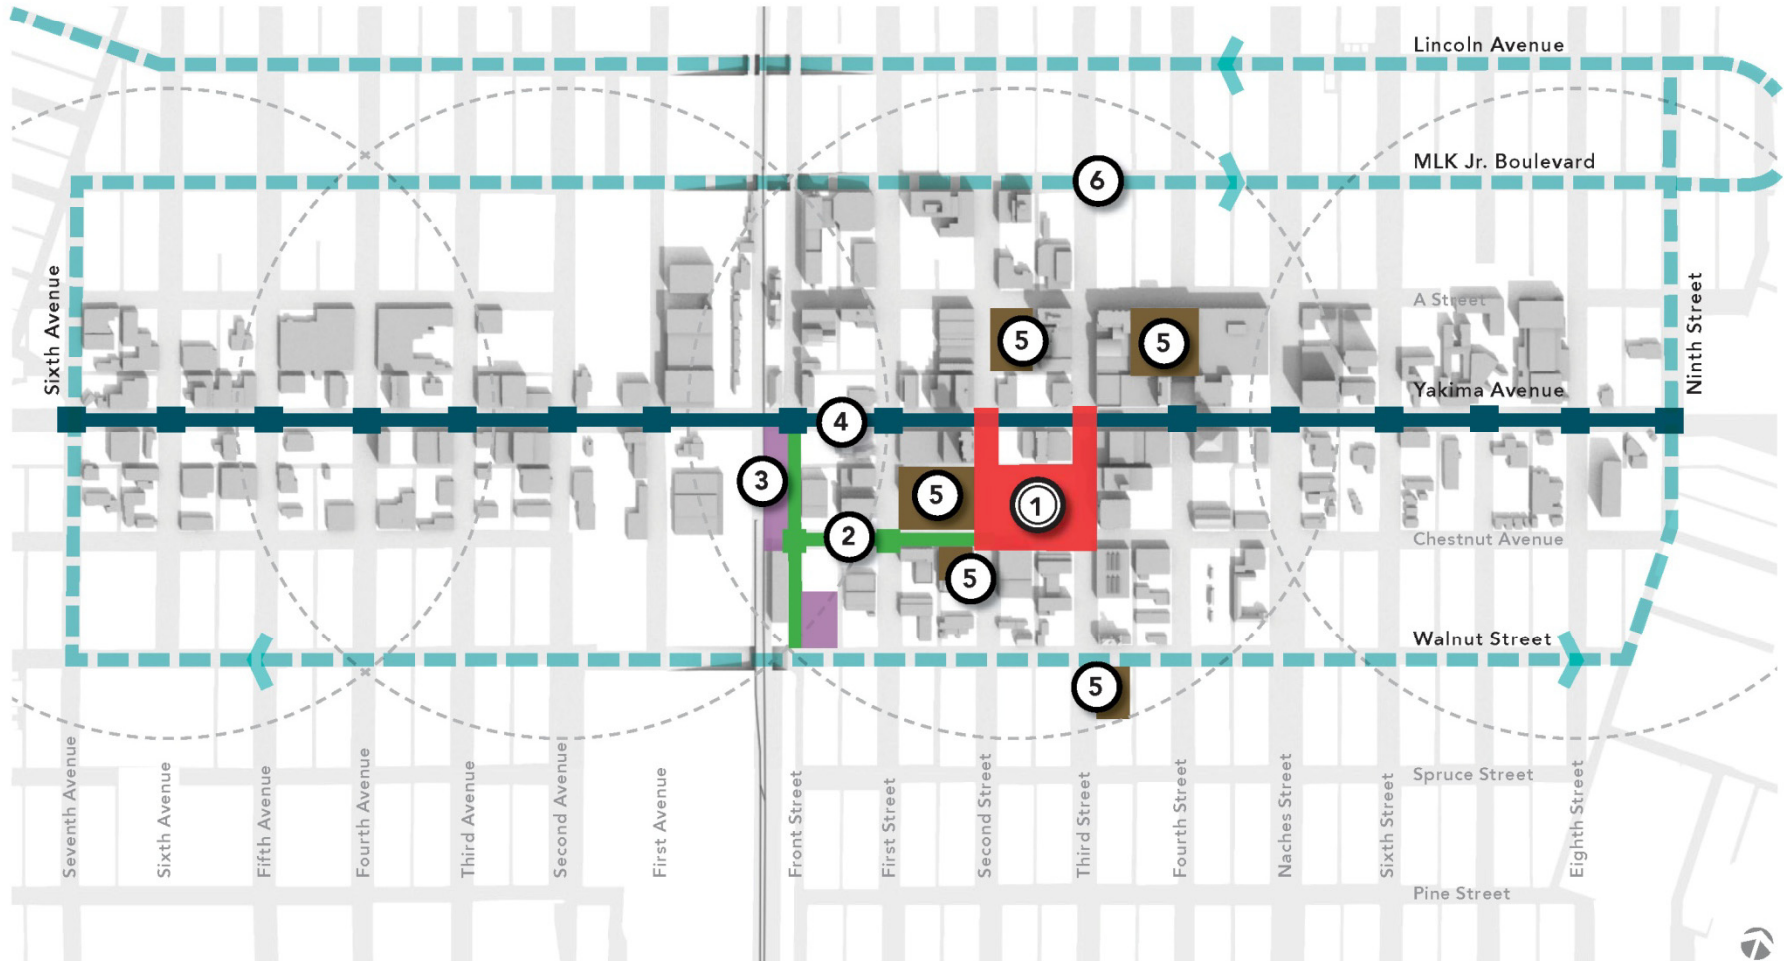 Lincoln Avenue
MLK Jr. Boulevard
6
Sixth Avenue
Ninth Street
A Street
5
5
Yakima Avenue
4
3
5
1
2
Chestnut Avenue
5
Walnut Street
5
Spruce Street
Seventh Avenue
Sixth Avenue
Fifth Avenue
Fourth Avenue
Third Avenue
Second Avenue
First Avenue
Front Street
First Street
Second Street
Third Street
Fourth Street
Naches Street
Sixth Street
Eighth Street
Pine Street